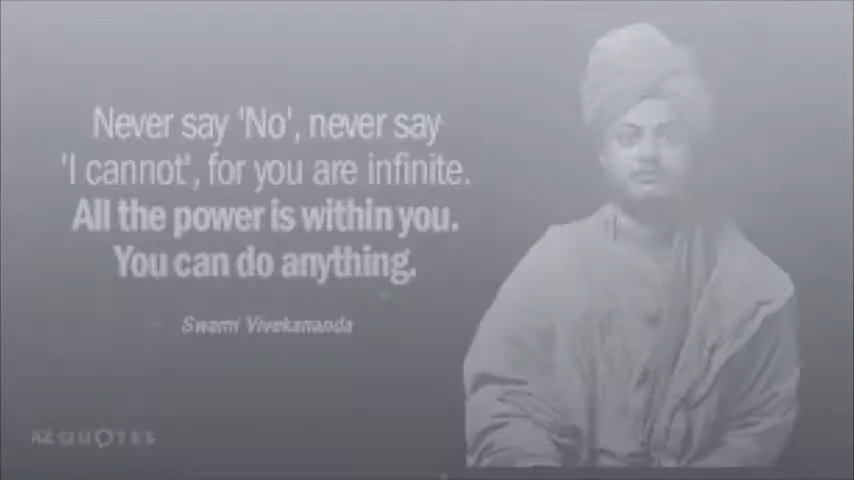 Never say 'No', never say
'I cannot', for you are infinite.
All the power is within you.
You can do anything.
Swami Vivekananda
AZ QUOTES